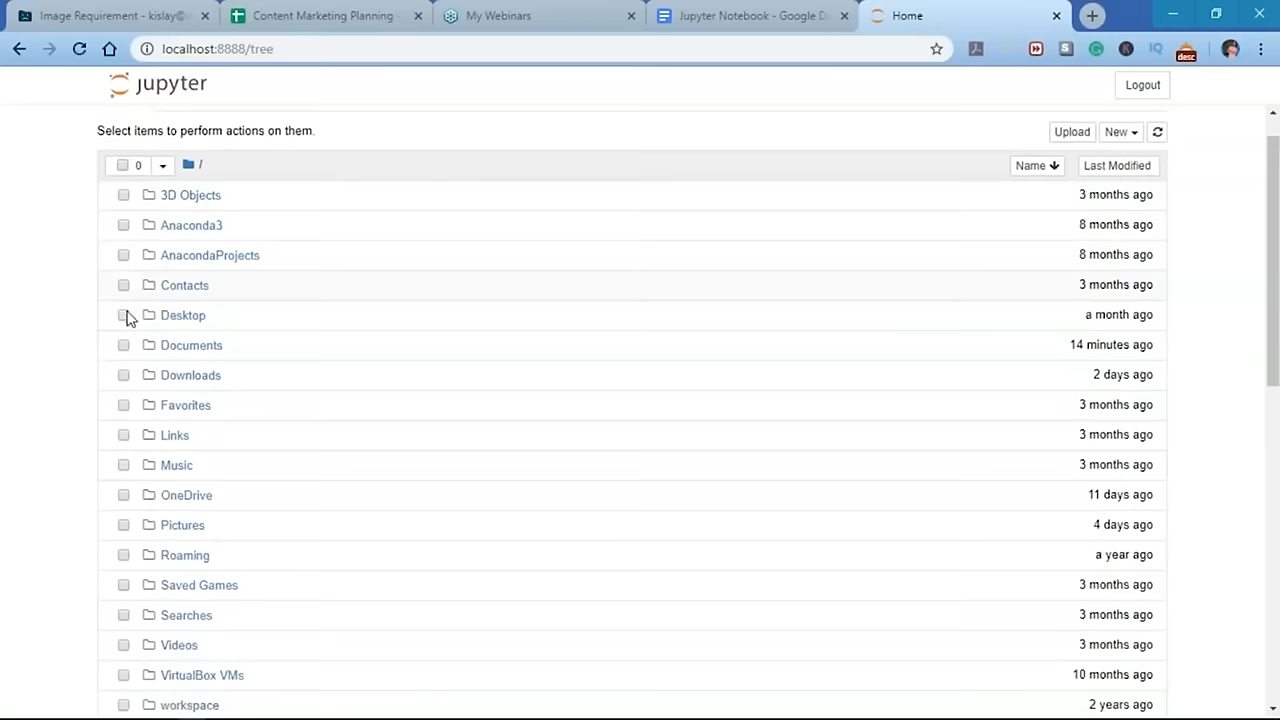 Image Requirement - kislay@
Content Marketing Planning -
My Webinars
Jupyter Notebook - Google D
Home
localhost:8888/tree
desc
jupyter
Logout
Select items to perform actions on them.
Upload New
0 /
Name Last Modified
3D Objects 3 months ago
Anaconda3 8 months ago
AnacondaProjects 8 months ago
Contacts 3 months ago
Desktop a month ago
Documents 14 minutes ago
Downloads 2 days ago
Favorites 3 months ago
Links 3 months ago
Music 3 months ago
OneDrive 11 days ago
Pictures 4 days ago
Roaming a year ago
Saved Games 3 months ago
Searches 3 months ago
Videos 3 months ago
VirtualBox VMs 10 months ago
workspace 2 years ago